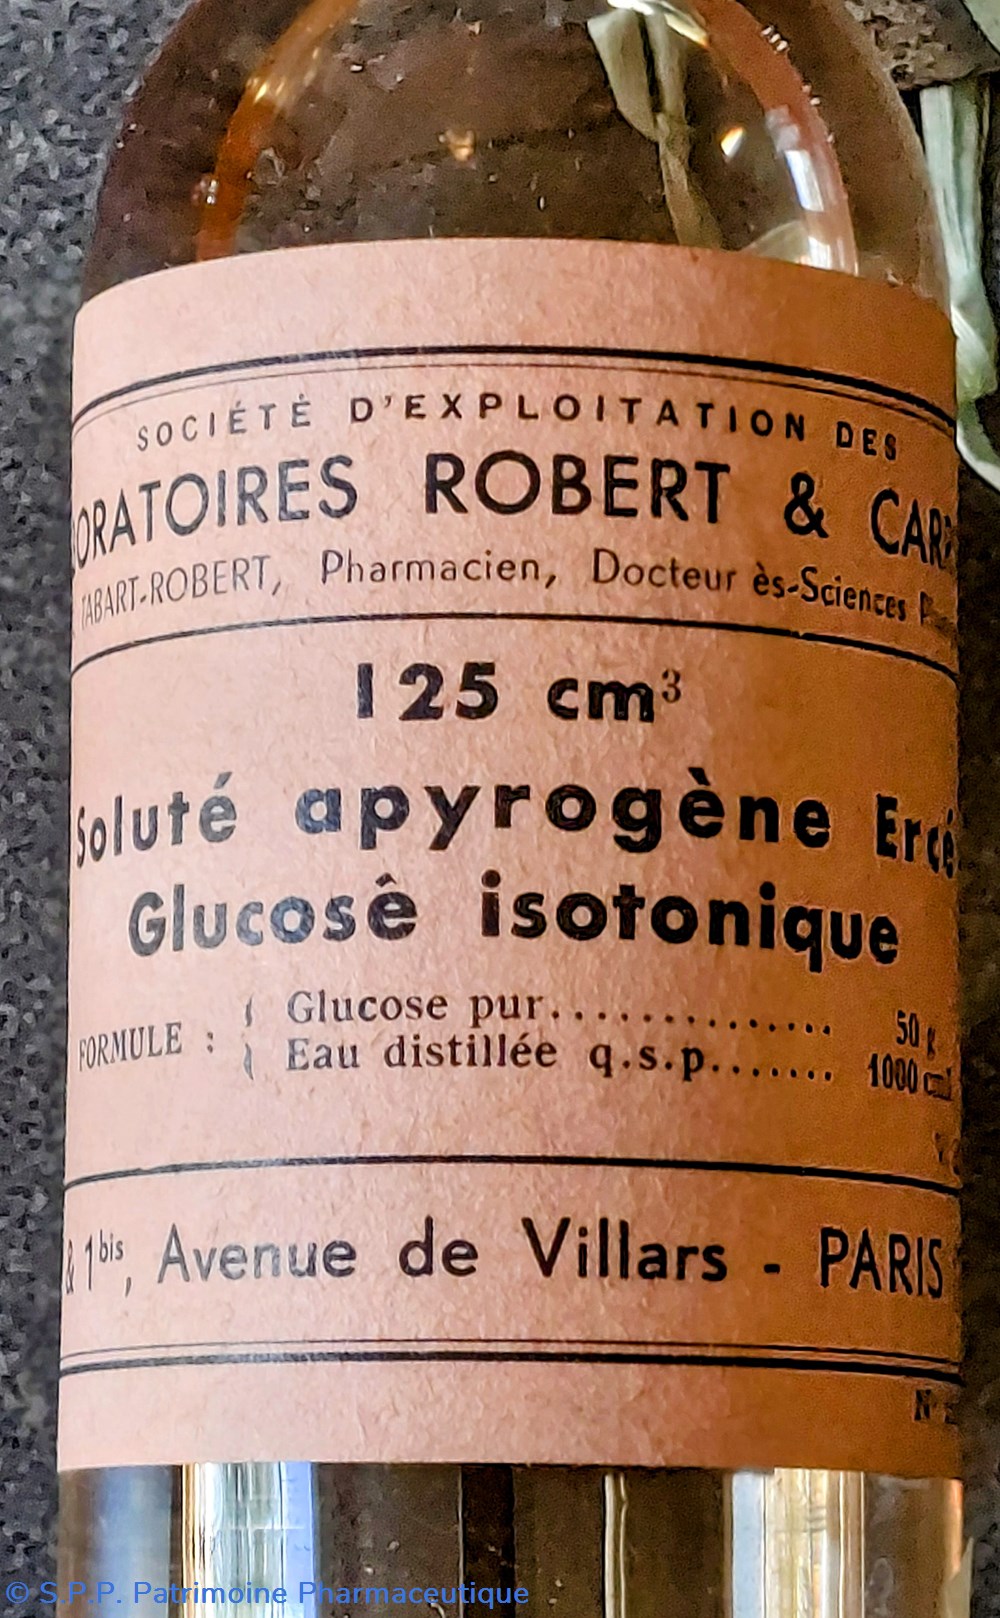 SOCIÉTÉ D'EXPLOITATION DES
ORATOIRES ROBERT & CAR
TABART-ROBERT, Pharmacien, Docteur ès-Sciences
125 cm³
Soluté apyrogène Ercé
Glucosê isotonique
FORMULE : { Glucose pur.............. 50 g
Eau distillée q.s.p....... 1000
& 1bis, Avenue de Villars - PARIS
N°
© S.P.P. Patrimoine Pharmaceutique